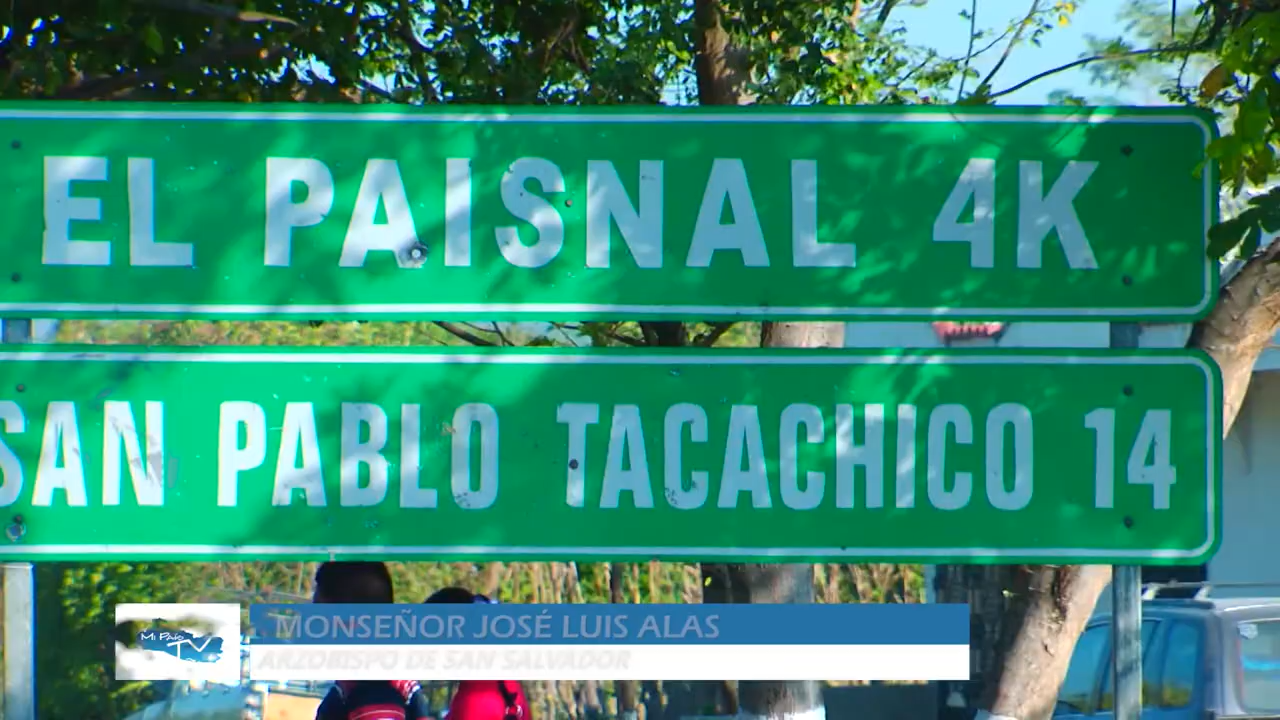 EL PAISNAL 4K
SAN PABLO TACACHICO 14
MONSEÑOR JOSÉ LUIS ALAS
ARZOBISPO DE SAN SALVADOR
Mi País
TV